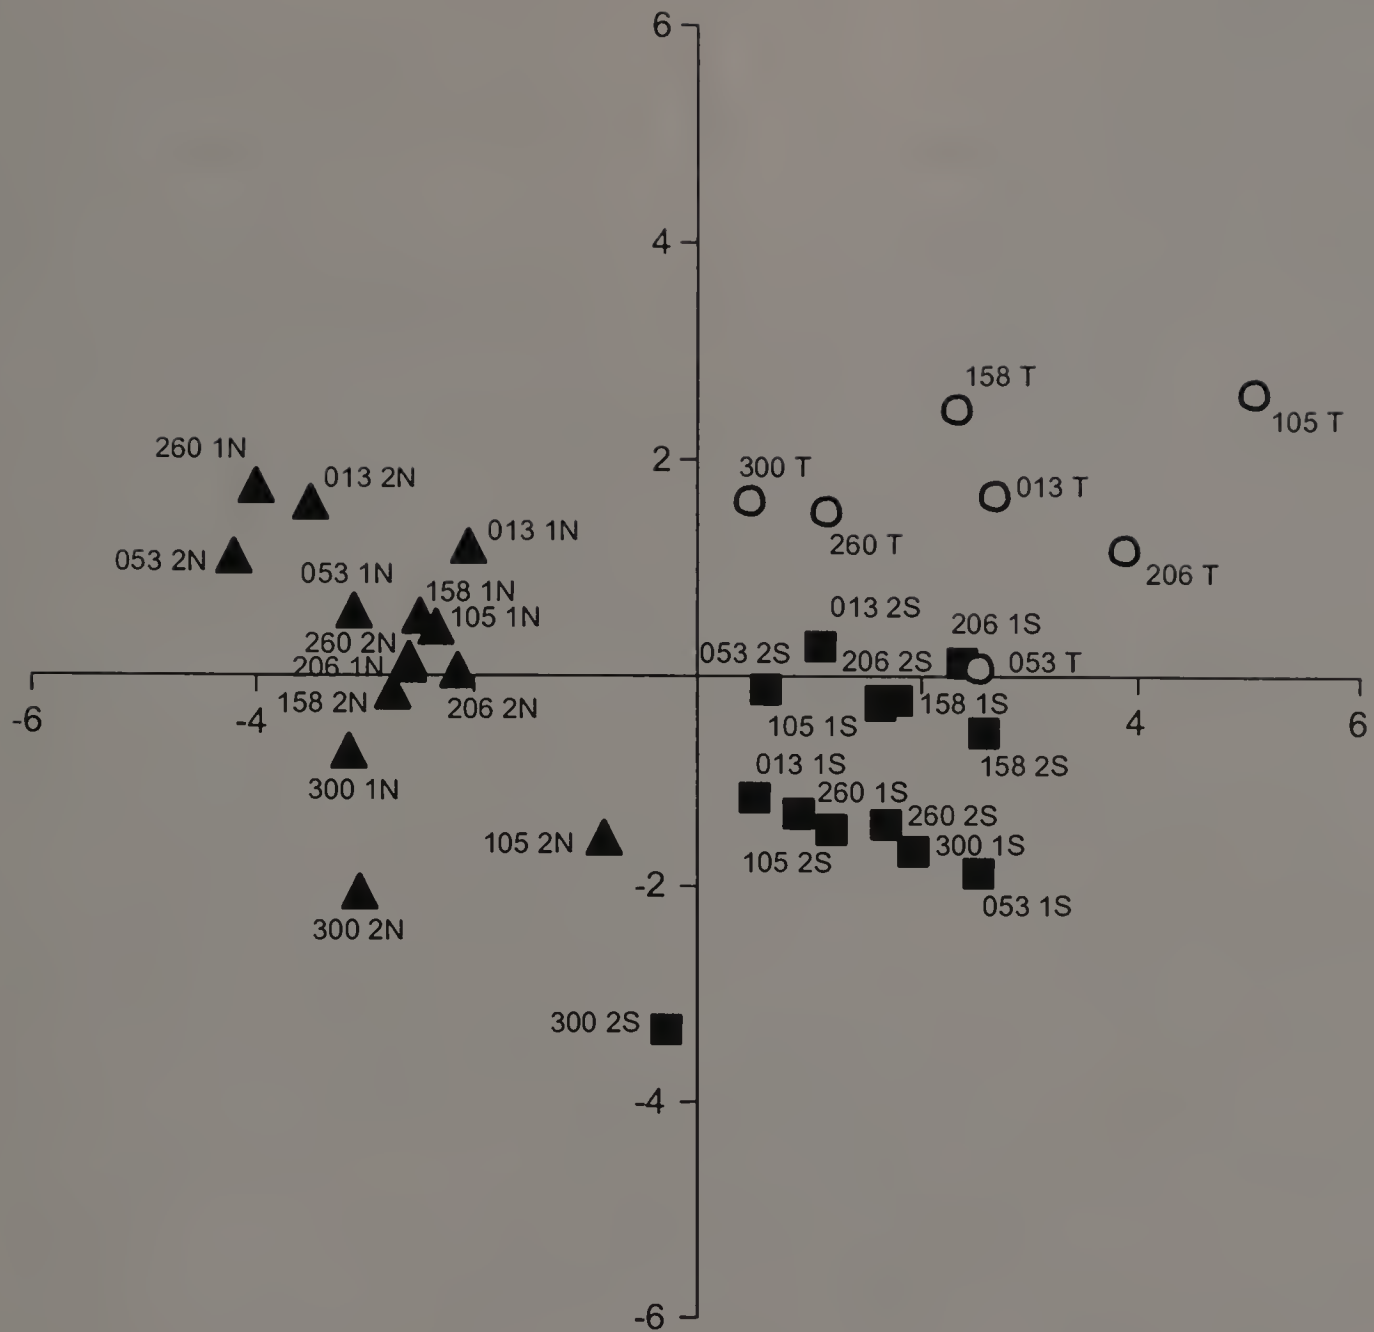 6
4
158 T
105 T
260 1N
2
300 T
013 2N
013 T
013 1N
260 T
053 2N
206 T
053 1N
158 1N
013 2S
105 1N
206 1S
260 2N
053 2S
206 2S
053 T
206 1N
158 2N
206 2N
158 1S
-6
-4
105 1S
4
6
013 1S
158 2S
300 1N
260 1S
260 2S
105 2N
300 1S
105 2S
-2
053 1S
300 2N
300 2S
-4
-6